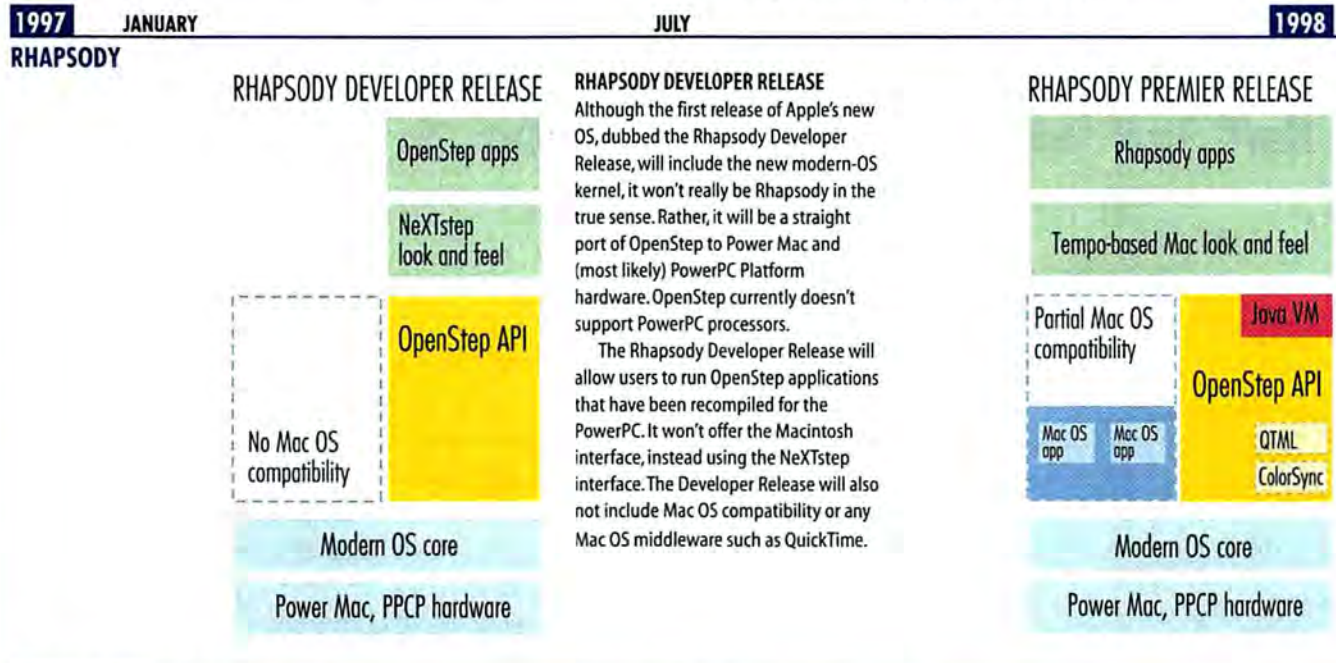 1997 JANUARY JULY 1998
RHAPSODY
RHAPSODY DEVELOPER RELEASE
OpenStep apps
NeXTstep
look and feel
OpenStep API
No Mac OS
compatibility
Modern OS core
Power Mac, PPCP hardware
RHAPSODY DEVELOPER RELEASE
Although the first release of Apple's new
OS, dubbed the Rhapsody Developer
Release, will include the new modern-OS
kernel, it won't really be Rhapsody in the
true sense. Rather, it will be a straight
port of OpenStep to Power Mac and
(most likely) PowerPC Platform
hardware. OpenStep currently doesn't
support PowerPC processors.
The Rhapsody Developer Release will
allow users to run OpenStep applications
that have been recompiled for the
PowerPC. It won't offer the Macintosh
interface, instead using the NeXTstep
interface. The Developer Release will also
not include Mac OS compatibility or any
Mac OS middleware such as QuickTime.
RHAPSODY PREMIER RELEASE
Rhapsody apps
Tempo-based Mac look and feel
Partial Mac OS
compatibility
Java VM
OpenStep API
Mac OS
app
Mac OS
app
QTML
ColorSync
Modern OS core
Power Mac, PPCP hardware